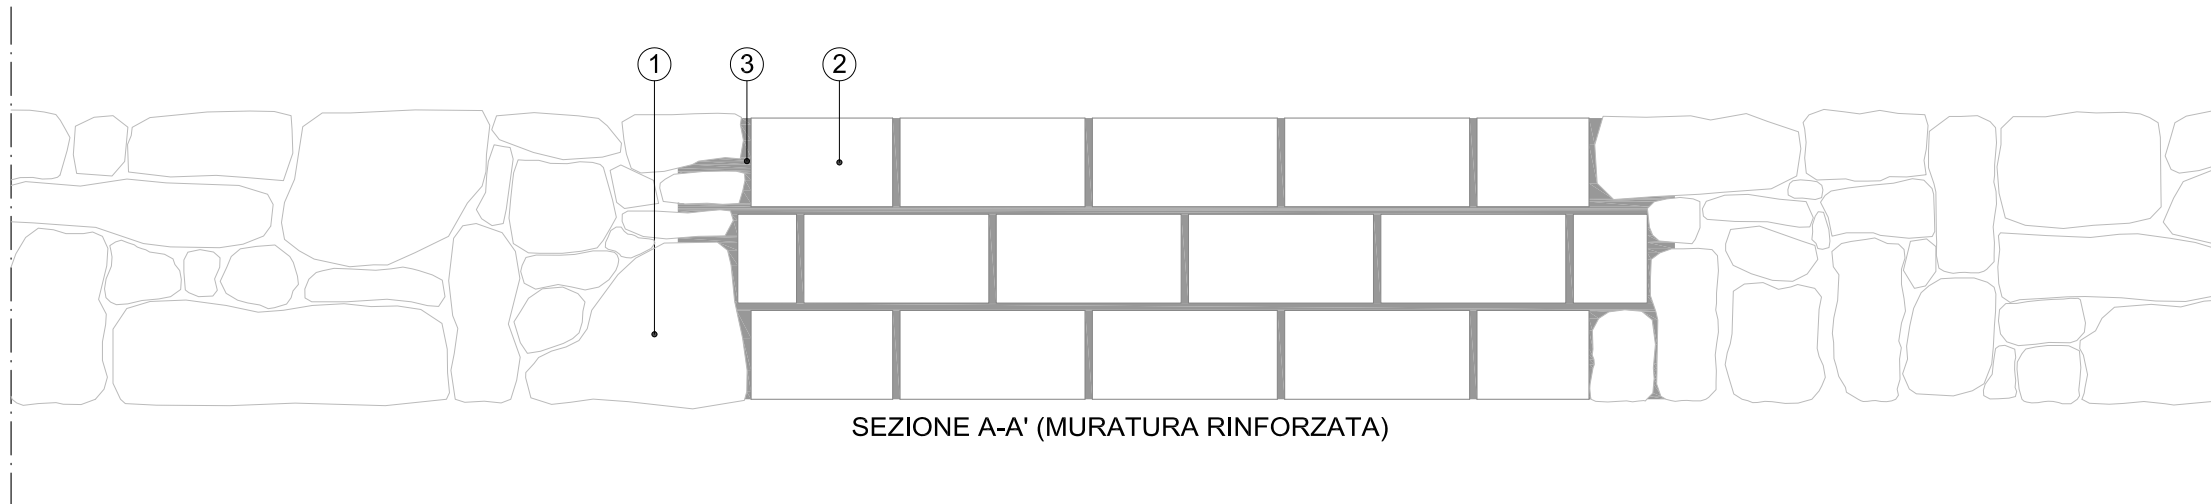 1 3 2
SEZIONE A-A' (MURATURA RINFORZATA)